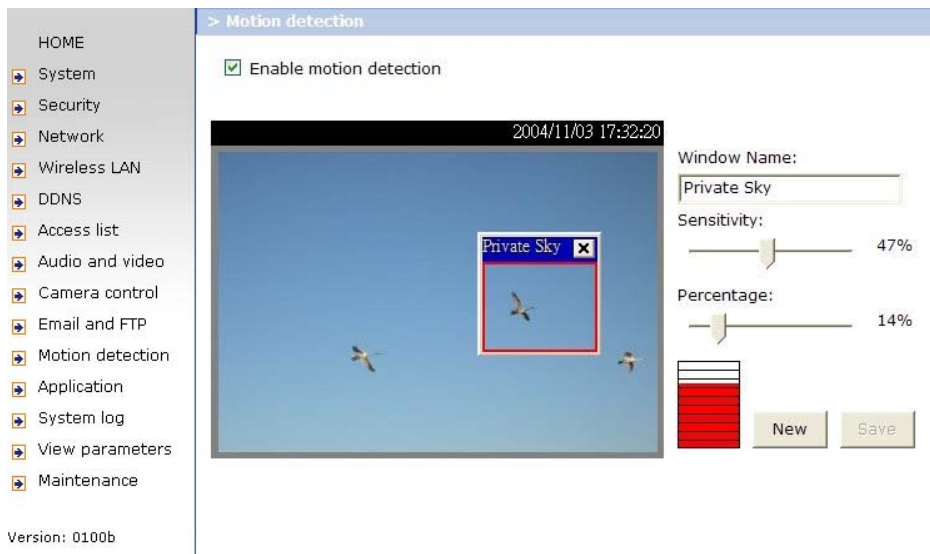 > Motion detection
HOME
System
Security
Network
Wireless LAN
DDNS
Access list
Audio and video
Camera control
Email and FTP
Motion detection
Application
System log
View parameters
Maintenance
Version: 0100b
Enable motion detection
2004/11/03 17:32:20
Private Sky
Window Name:
Private Sky
Sensitivity:
47%
Percentage:
14%
New
Save